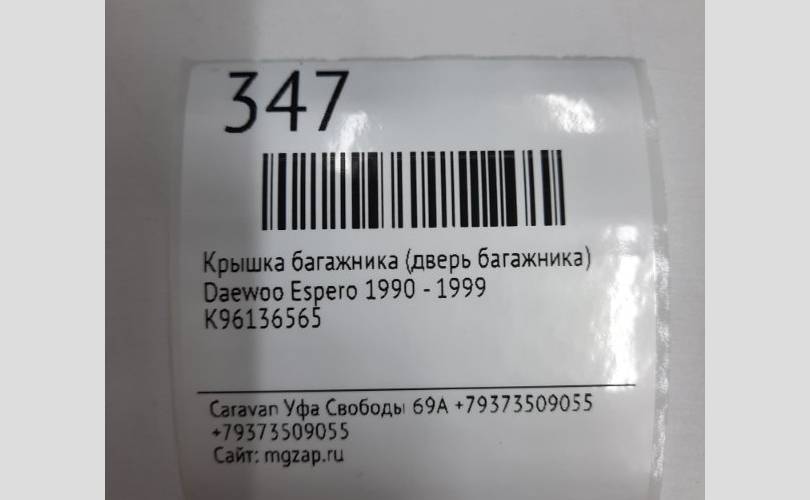 347
Крышка багажника (дверь багажника)
Daewoo Espero 1990 - 1999
K96136565
Caravan Уфа Свободы 69А +79373509055
+79373509055
Сайт: mgzap.ru